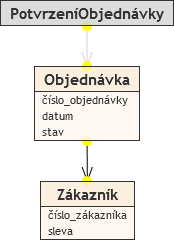 PotvrzeníObjednávky
Objednávka
číslo_objednávky
datum
stav
Zákazník
číslo_zákazníka
sleva